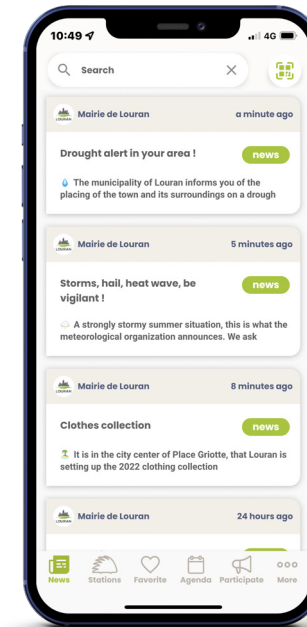 10:49
4G
Search
LOURAN
Mairie de Louran
a minute ago
Drought alert in your area !
news
The municipality of Louran informs you of the
placing of the town and its surroundings on a drough
LOURAN
Mairie de Louran
5 minutes ago
Storms, hail, heat wave, be
vigilant !
news
A strongly stormy summer situation, this is what the
meteorological organization announces. We ask
LOURAN
Mairie de Louran
8 minutes ago
Clothes collection
news
It is in the city center of Place Griotte, that Louran is
setting up the 2022 clothing collection
LOURAN
Mairie de Louran
24 hours ago
News
Stations
Favorite
Agenda
Participate
More